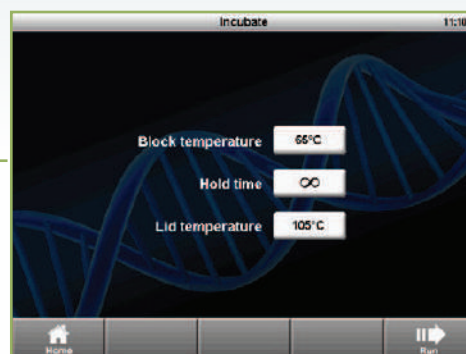 Incubate 11:10
Block temperature 65°C
Hold time ∞
Lid temperature 105°C
Home Run